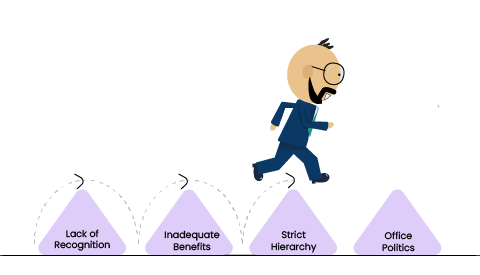 Lack of
Recognition
Inadequate
Benefits
Strict
Hierarchy
Office
Politics